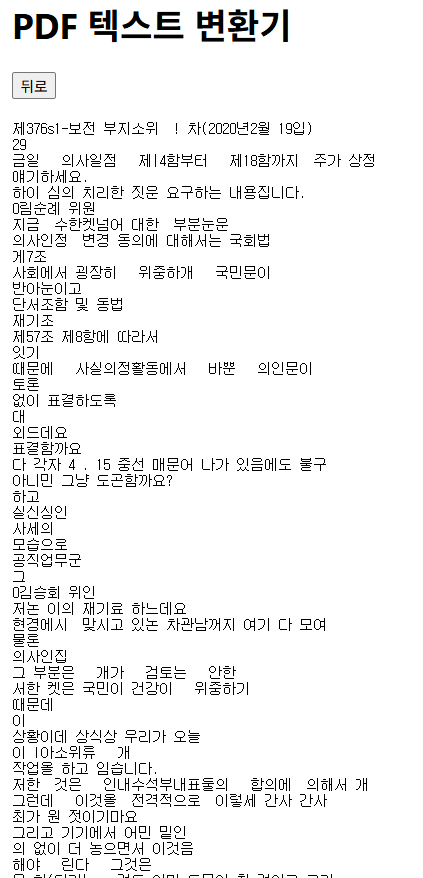 PDF 텍스트 변환기
뒤로
제376s1-보전 부지소위 ! 차(2020년2월 19입)
29
금일 의사일점 제|4함부터 제18함까지 주가 상정
얘기하세요.
하이 심의 치리한 짓운 요구하는 내용집니다.
0림순례 위원
지금 수한켓넘어 대한 부분눈운
의사인정 변경 동의에 대해서는 국회법
게7조
사회에서 굉장히 위중하개 국민문이
반아눈이고
단서조함 및 동법
재기조
제57조 제8항에 따라서
잇기
때문에 사실의정활동에서 바뿐 의인문이
토론
없이 표결하도록
대
외드데요
표결함까요
다 각자 4 . 15 중선 매문어 나가 있음에도 불구
아니민 그냥 도곤함까요?
하고
실신싱인
사세의
모습으로
공직업무군
그
0김승회 위인
저논 이의 재기료 하느데요
현경에시 맞시고 있논 차관남꺼지 여기 다 모여
물론
의사인집
그 부분은 개가 검토는 안한
서한 켓은 국민이 건강이 위중하기
때문데
이
상황이데 상식상 우리가 오늘
이 |아소위류 개
작업올 하고 임습니다.
저한 것은 인내수석부내표둘의 합의에 의해서 개
그런데 이것을 전격적으로 이렇세 간사 간사
최가 원 젓이기마요
그리고 기기에서 어민 밀인
의 없이 더 농으면서 이것음
해야 린다 그것은